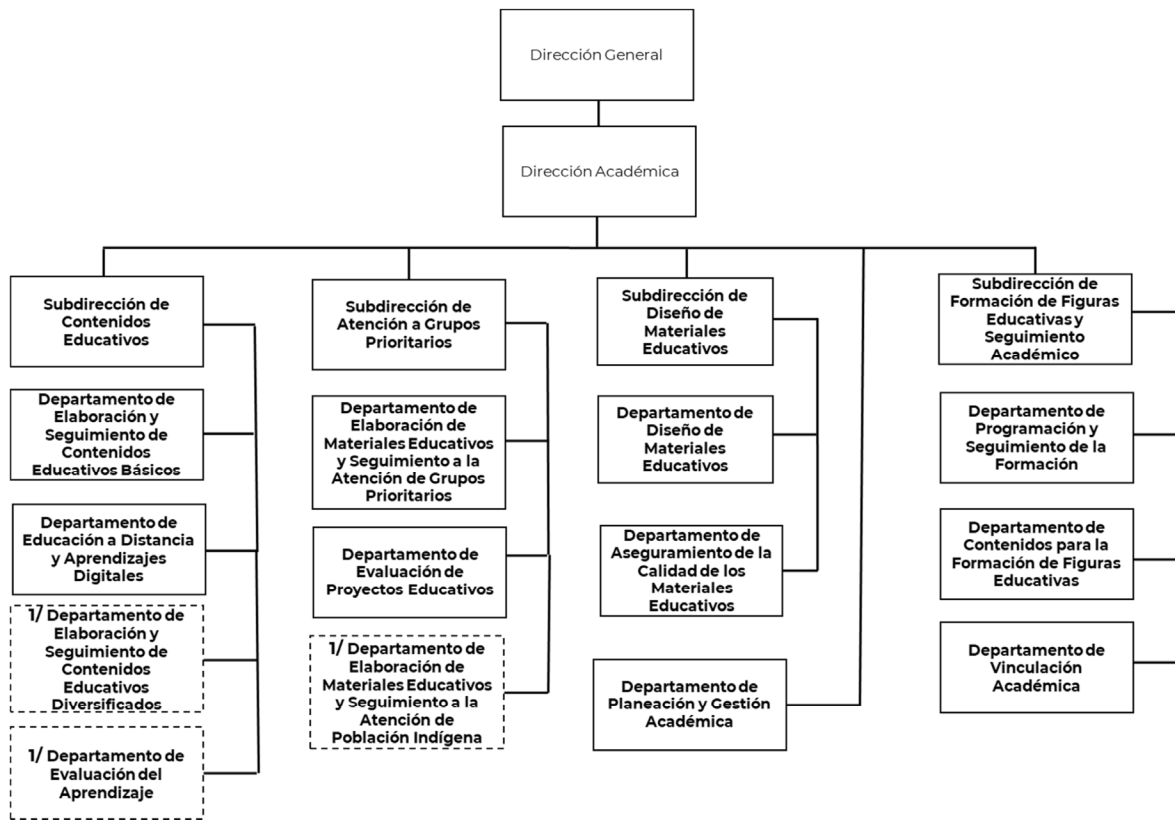 Dirección General
Dirección Académica
Subdirección de
Contenidos
Educativos
Departamento de
Elaboración y
Seguimiento de
Contenidos
Educativos Básicos
Departamento de
Educación a Distancia
y Aprendizajes
Digitales
1/ Departamento de
Elaboración y
Seguimiento de
Contenidos
Educativos
Diversificados
1/ Departamento de
Evaluación del
Aprendizaje
Subdirección de
Atención a Grupos
Prioritarios
Departamento de
Elaboración de
Materiales Educativos
y Seguimiento a la
Atención de Grupos
Prioritarios
Departamento de
Evaluación de
Proyectos Educativos
1/ Departamento de
Elaboración de
Materiales Educativos
y Seguimiento a la
Atención de
Población Indígena
Subdirección de
Diseño de
Materiales
Educativos
Departamento de
Diseño de
Materiales
Educativos
Departamento de
Aseguramiento de la
Calidad de los
Materiales
Educativos
Departamento de
Planeación y Gestión
Académica
Subdirección de
Formación de Figuras
Educativas y
Seguimiento
Académico
Departamento de
Programación y
Seguimiento de la
Formación
Departamento de
Contenidos para la
Formación de Figuras
Educativas
Departamento de
Vinculación
Académica